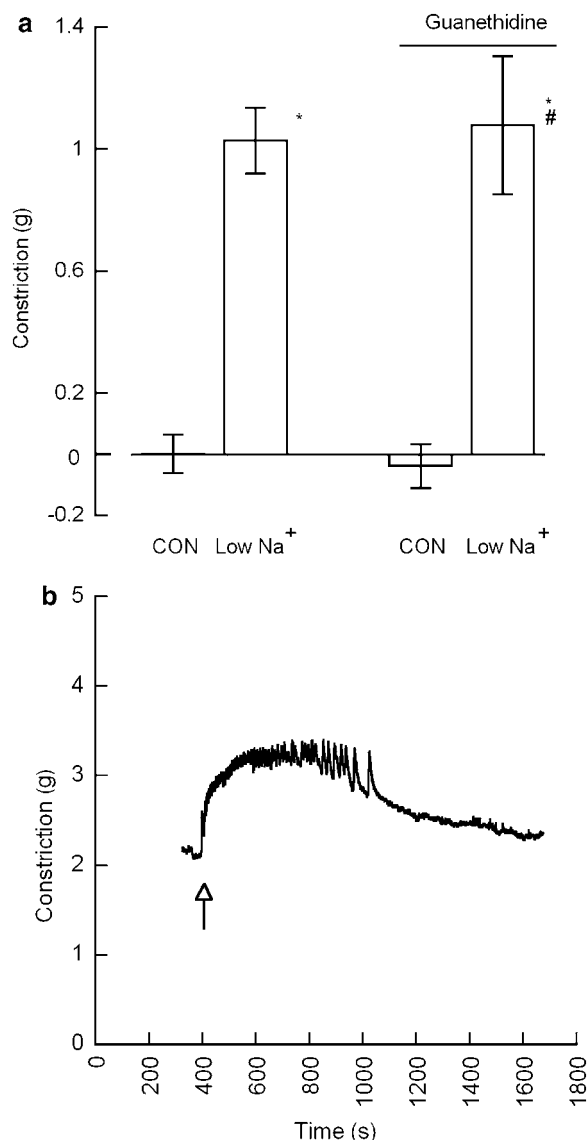 a
Guanethidine
1.4
1
0.6
0.2
0
-0.2
Constriction (g)
*
*
#
CON
Low Na+
CON
Low Na+
b
5
4
3
2
1
0
Constriction (g)
0
200
400
600
800
1000
1200
1400
1600
1800
Time (s)